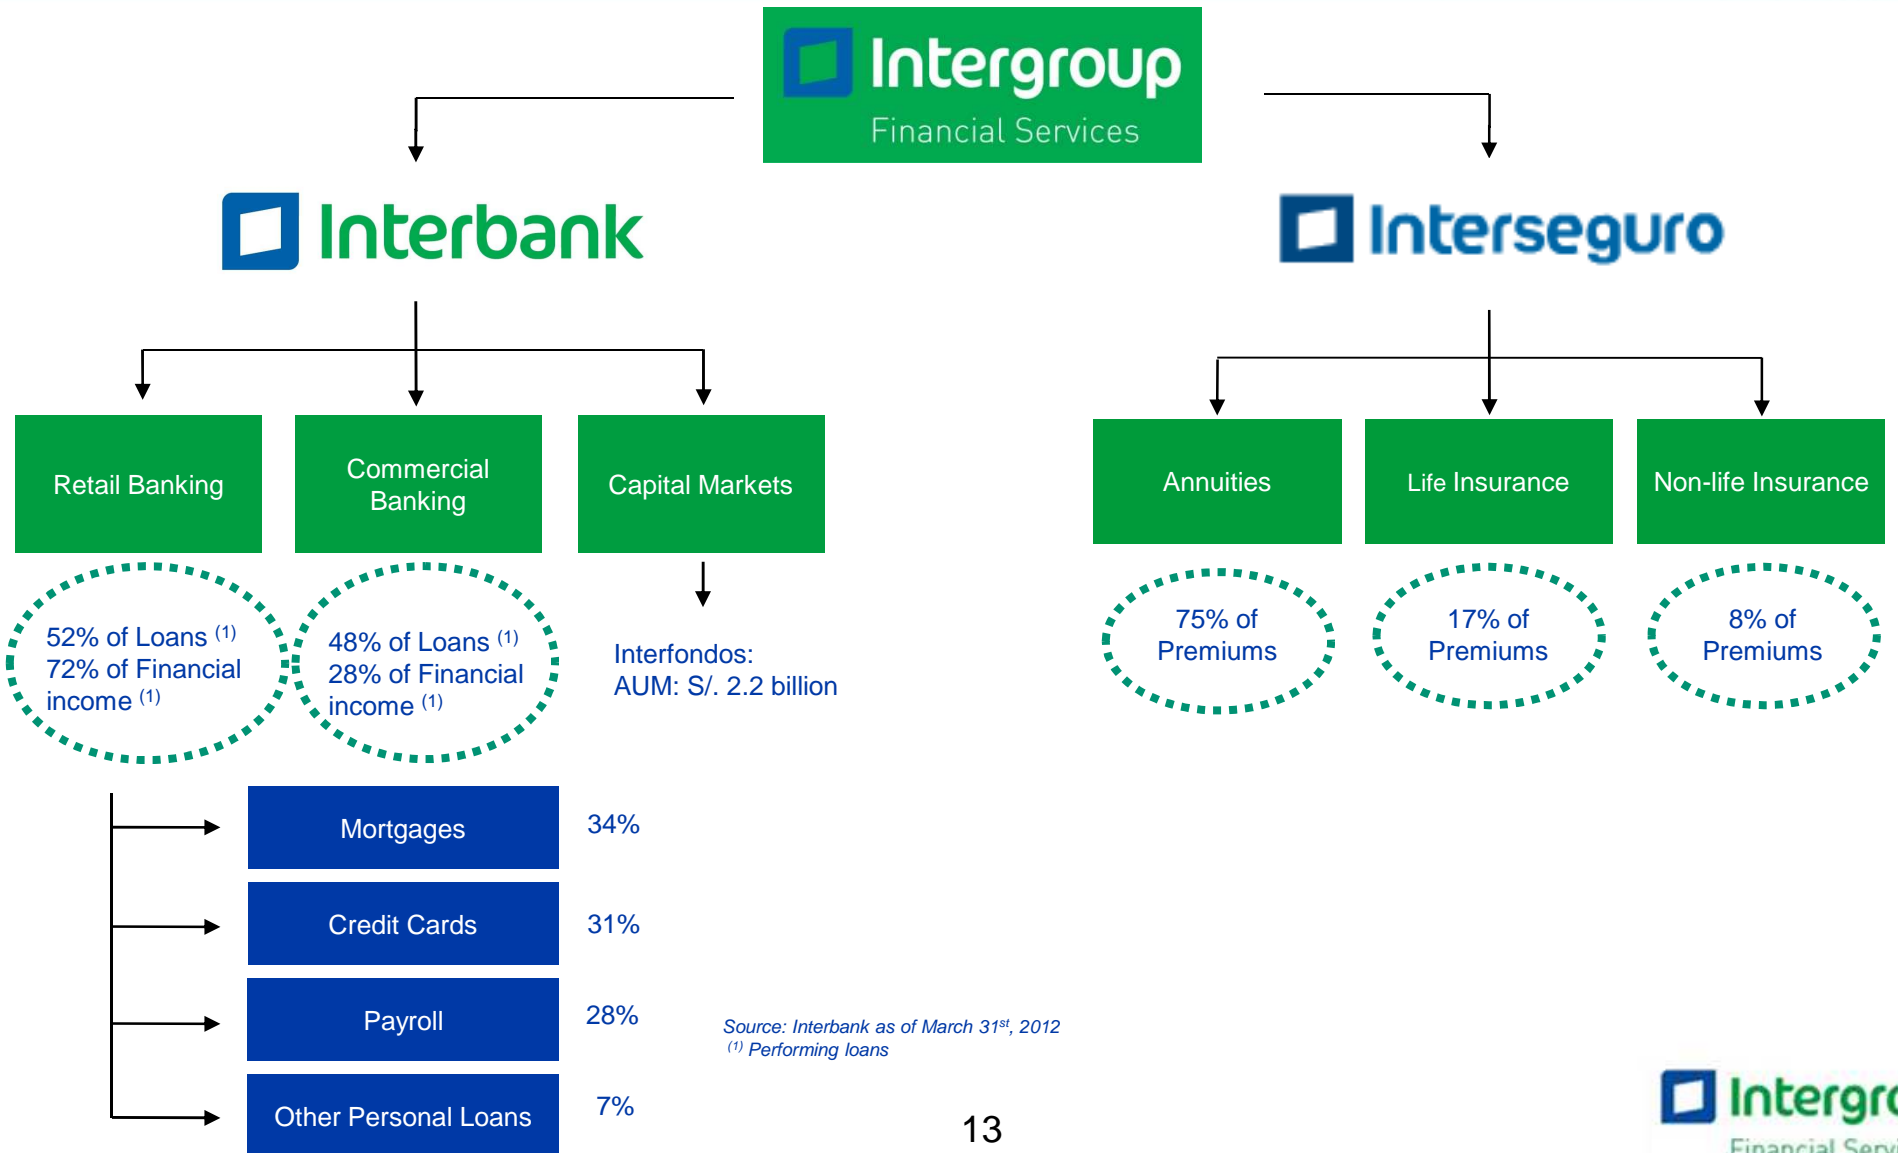 Intergroup
Financial Services
Interbank
Interseguro
Retail Banking
Commercial
Banking
Capital Markets
Annuities
Life Insurance
Non-life Insurance
52% of Loans (1)
72% of Financial
income (1)
48% of Loans (1)
28% of Financial
income (1)
Interfondos:
AUM: S/. 2.2 billion
75% of
Premiums
17% of
Premiums
8% of
Premiums
Mortgages
34%
Credit Cards
31%
Payroll
28%
Other Personal Loans
7%
Source: Interbank as of March 31st, 2012
(1) Performing loans
13
Intergro
Financial Servi